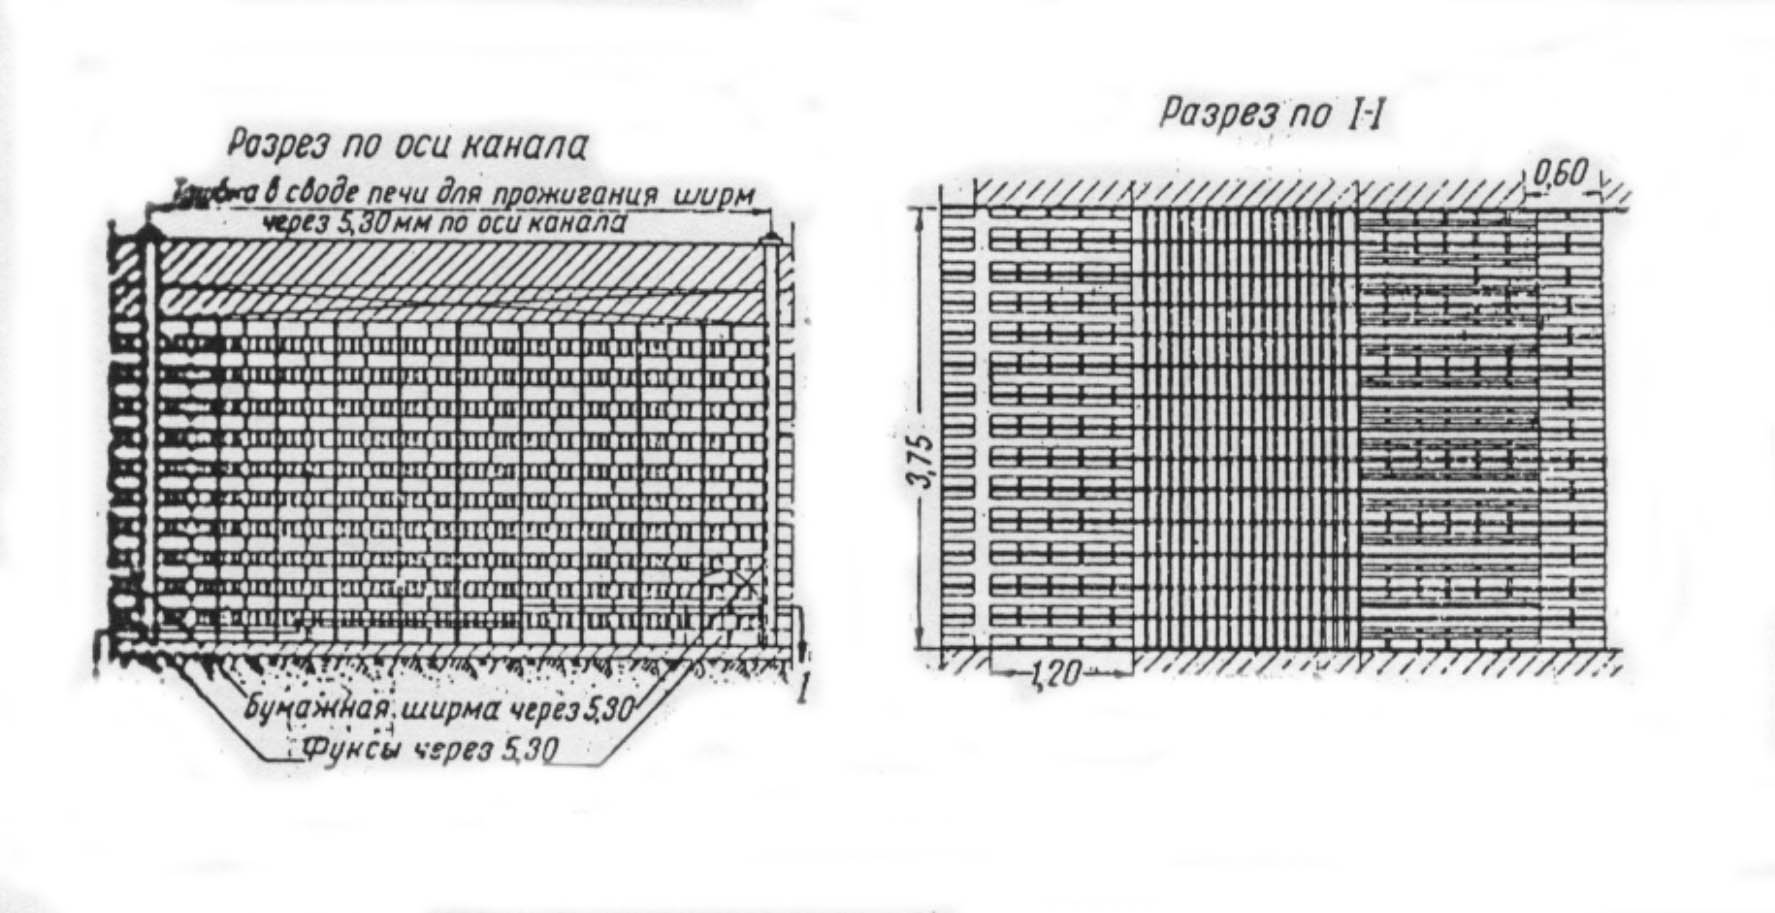 Разрез по оси канала
в своде печи для прожигания ширм
через 5,30 мм по оси канала
Бумажная ширма через 5,30
Фуксы через 5,30
1
Разрез по I-I
0,60
3,75
1,20